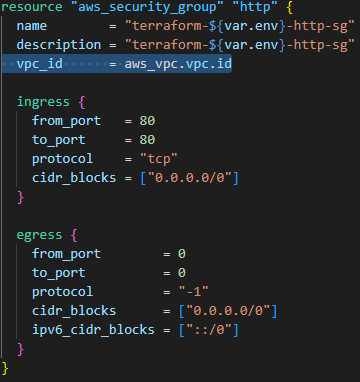 resource "aws_security_group" "http" {
  name        = "terraform-${var.env}-http-sg"
  description = "terraform-${var.env}-http-sg"
  vpc_id      = aws_vpc.vpc.id

  ingress {
    from_port   = 80
    to_port     = 80
    protocol    = "tcp"
    cidr_blocks = ["0.0.0.0/0"]
  }

  egress {
    from_port        = 0
    to_port          = 0
    protocol         = "-1"
    cidr_blocks      = ["0.0.0.0/0"]
    ipv6_cidr_blocks = ["::/0"]
  }
}